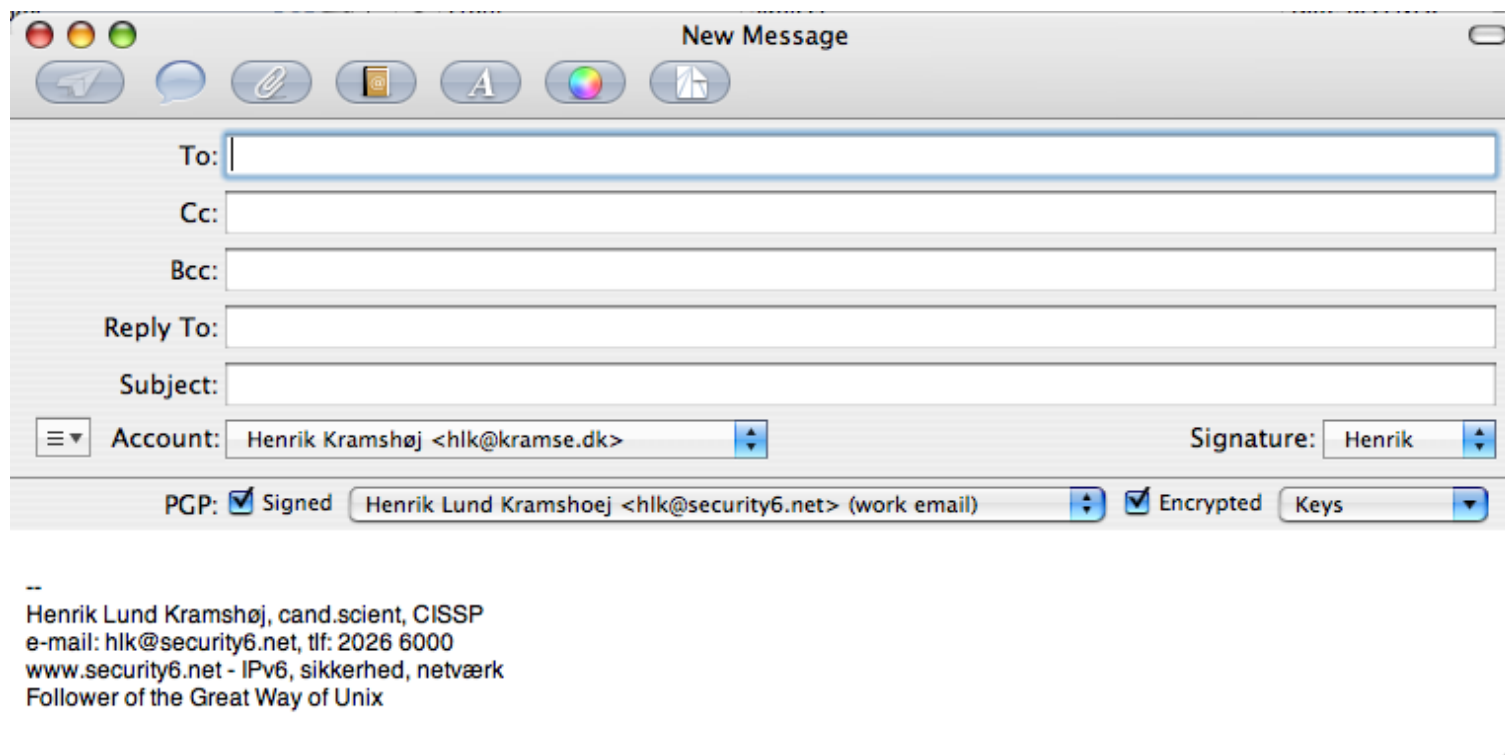 New Message
To:
Cc:
Bcc:
Reply To:
Subject:
Account: Henrik Kramshøj <hlk@kramse.dk> Signature: Henrik
PGP: Signed Henrik Lund Kramshoej <hlk@security6.net> (work email) Encrypted Keys
--
Henrik Lund Kramshøj, cand.scient, CISSP
e-mail: hlk@security6.net, tlf: 2026 6000
www.security6.net - IPv6, sikkerhed, netværk
Follower of the Great Way of Unix